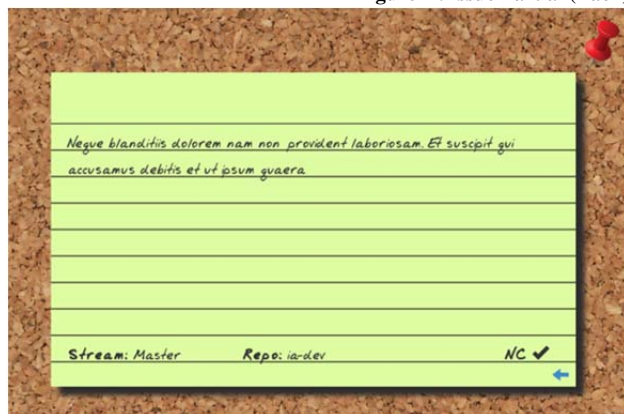 Neque blanditiis dolorem nam non provident laboriosam. Et suscipit qui
accusamus debitis et ut ipsum quaera
Stream: Master Repo: ia-dev NC ✔